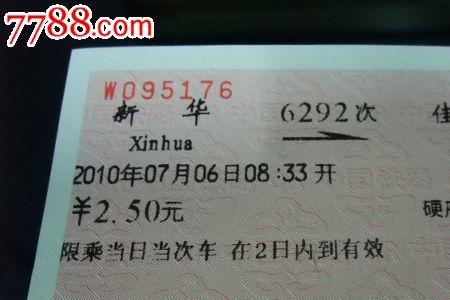 7788.com
W095176
新 华 6292次 佳
Xinhua
2010年07月06日08:33开
¥2.50元 硬
限乘当日当次车 在2日内到有效